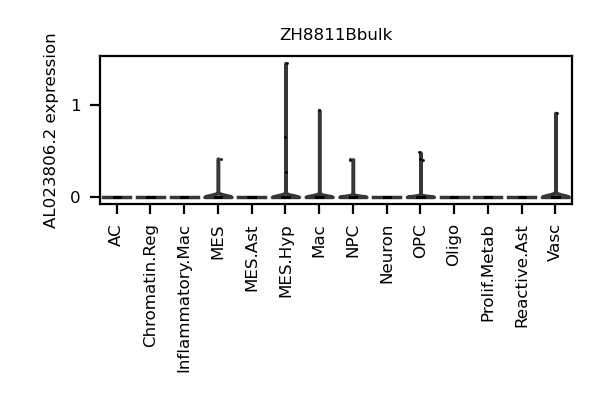 ZH8811Bbulk
AL023806.2 expression
1
0
AC
Chromatin.Reg
Inflammatory.Mac
MES
MES.Ast
MES.Hyp
Mac
NPC
Neuron
OPC
Oligo
Prolif.Metab
Reactive.Ast
Vasc